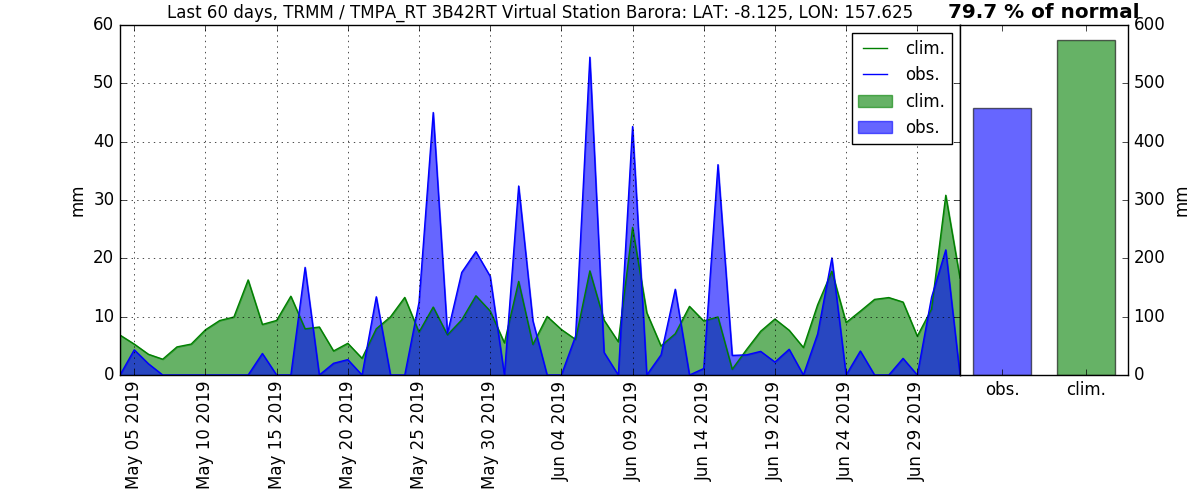 Last 60 days, TRMM / TMPA_RT 3B42RT Virtual Station Barora: LAT: -8.125, LON: 157.625
79.7 % of normal
60
50
40
30
20
10
0
mm
clim.
obs.
clim.
obs.
600
500
400
300
200
100
0
mm
May 05 2019
May 10 2019
May 15 2019
May 20 2019
May 25 2019
May 30 2019
Jun 04 2019
Jun 09 2019
Jun 14 2019
Jun 19 2019
Jun 24 2019
Jun 29 2019
obs.
clim.